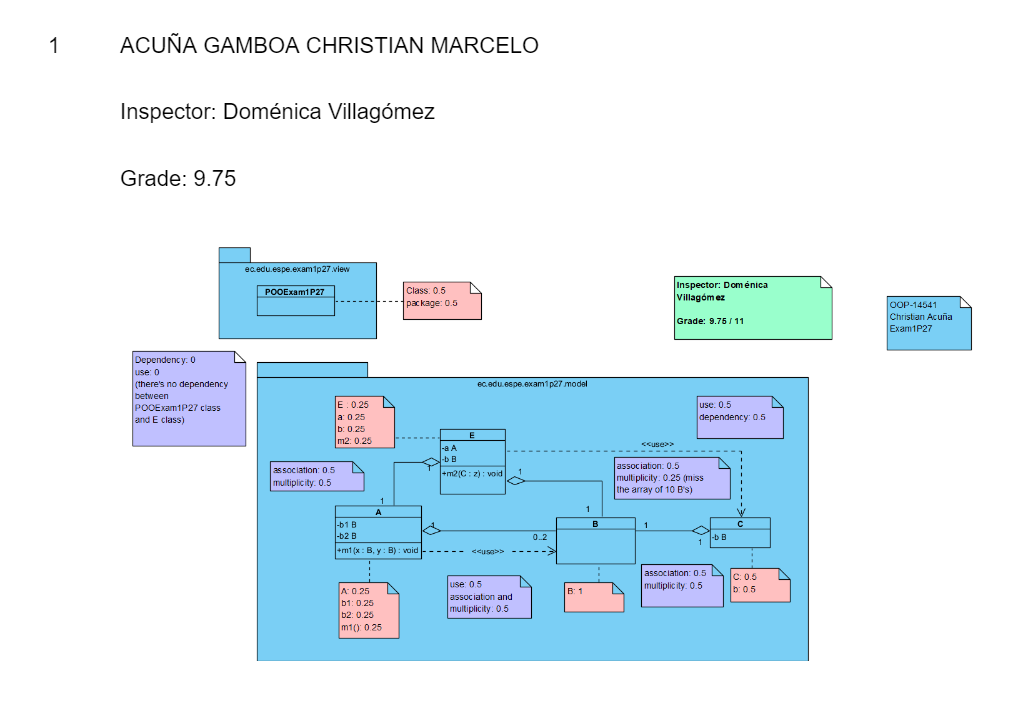 1 ACUÑA GAMBOA CHRISTIAN MARCELO
Inspector: Doménica Villagómez
Grade: 9.75
ec.edu.espe.exam1p27.view
POOExam1P27
Class: 0.5
package: 0.5
Inspector: Doménica
Villagómez
Grade: 9.75 / 11
OOP-14541
Christian Acuña
Exam1P27
Dependency: 0
use: 0
(there's no dependency
between
POOExam1P27 class
and E class)
ec.edu.espe.exam1p27.model
E : 0.25
a: 0.25
b: 0.25
m2: 0.25
E
-a A
-b B
+m2(C : z) : void
use: 0.5
dependency: 0.5
<<use>>
association: 0.5
multiplicity: 0.5
1
1
association: 0.5
multiplicity: 0.25 (miss
the array of 10 B's)
1
1
A
-b1 B
-b2 B
+m1(x : B, y : B) : void
1
0..2
<<use>>
B
1
1
C
-b B
A: 0.25
b1: 0.25
b2: 0.25
m1(): 0.25
use: 0.5
association and
multiplicity: 0.5
B: 1
association: 0.5
multiplicity: 0.5
C: 0.5
b: 0.5